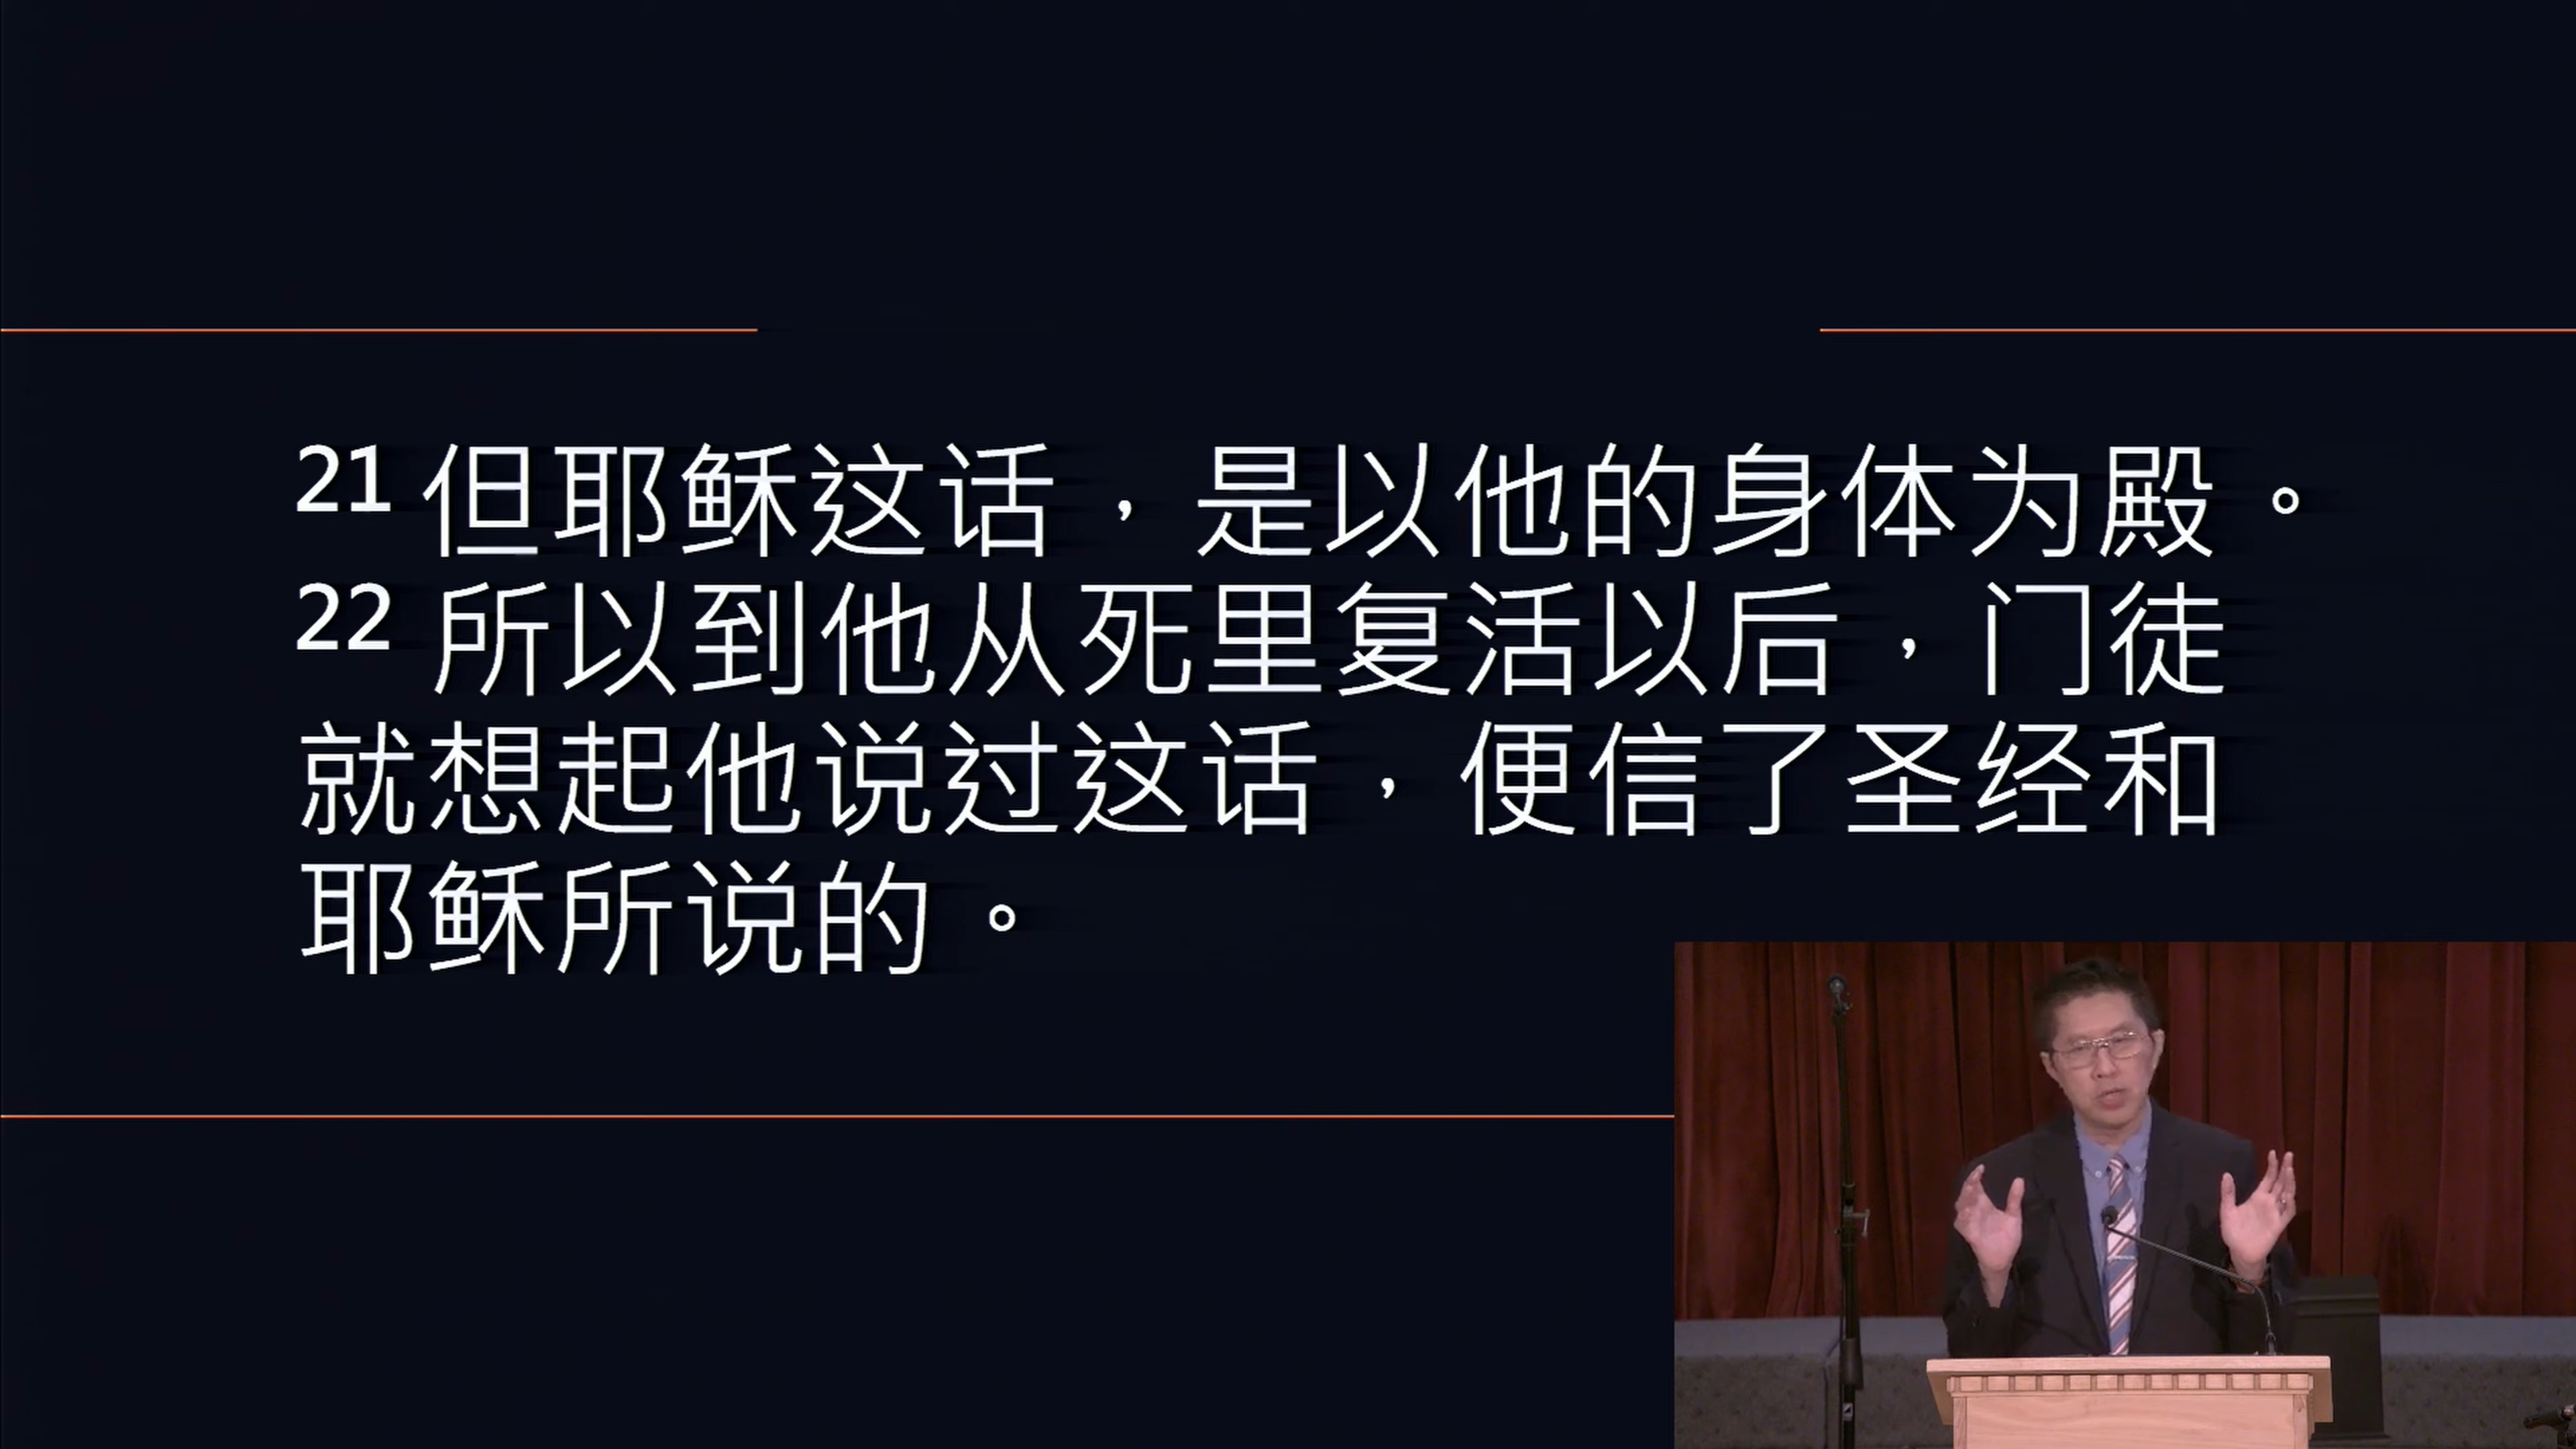 21 但耶稣这话，是以他的身体为殿。
22 所以到他从死里复活以后，门徒
就想起他说过这话，便信了圣经和
耶稣所说的。